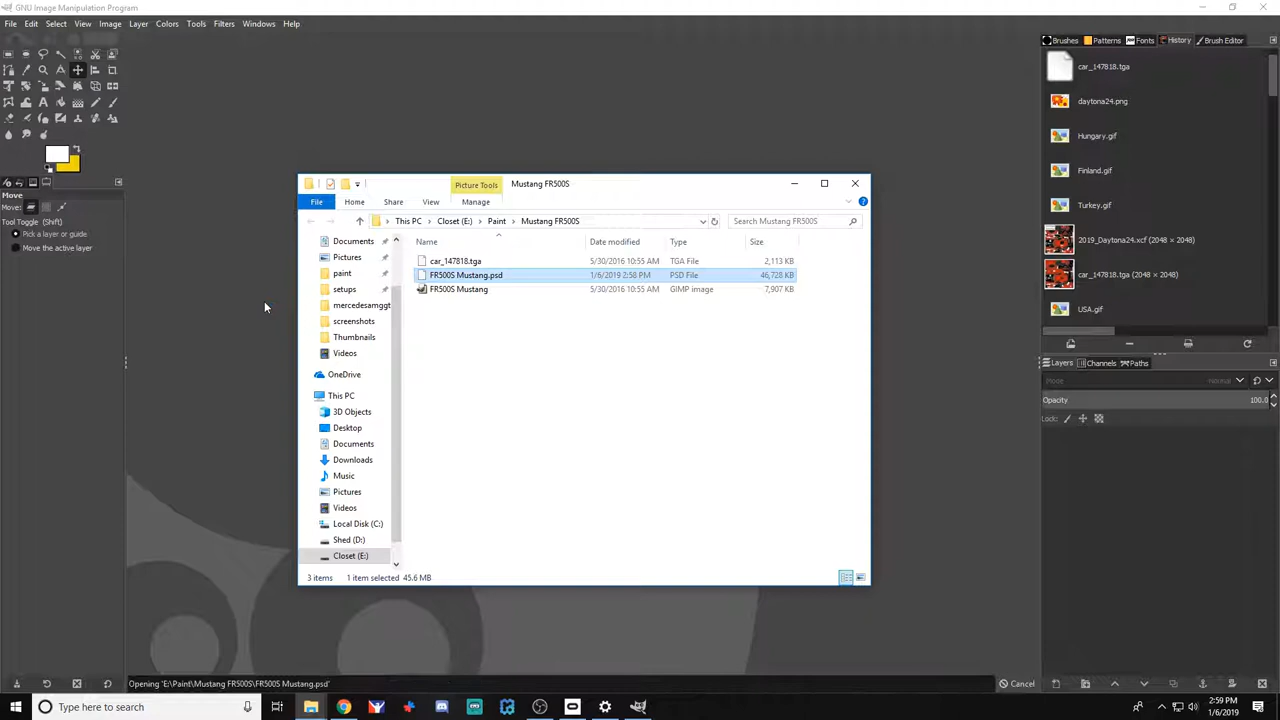 GNU Image Manipulation Program
File Edit Select View Image Layer Colors Tools Filters Windows Help
Move
Move:
Tool Toggle (Shift)
Pick a layer or guide
Move the active layer
Picture Tools Mustang FR500S
File Home Share View Manage
This PC Closet (E:) Paint Mustang FR500S Search Mustang FR500S
Name Date modified Type Size
car_147818.tga 5/30/2016 10:55 AM TGA File 2,113 KB
FR500S Mustang.psd 1/6/2019 2:58 PM PSD File 46,728 KB
FR500S Mustang 5/30/2016 10:55 AM GIMP image 7,907 KB
Documents
Pictures
paint
setups
mercedesamggt
screenshots
Thumbnails
Videos
OneDrive
This PC
3D Objects
Desktop
Documents
Downloads
Music
Pictures
Videos
Local Disk (C:)
Shed (D:)
Closet (E:)
3 items 1 item selected 45.6 MB
Brushes Patterns Fonts History Brush Editor
car_147818.tga
daytona24.png
Hungary.gif
Finland.gif
Turkey.gif
2019_Daytona24.xcf (2048 × 2048)
car_147818.tga (2048 × 2048)
USA.gif
Layers Channels Paths
Mode normal
Opacity 100.0
Lock:
Opening 'E:\Paint\Mustang FR500S\FR500S Mustang.psd' Cancel
Type here to search
2:59 PM
1/6/2019